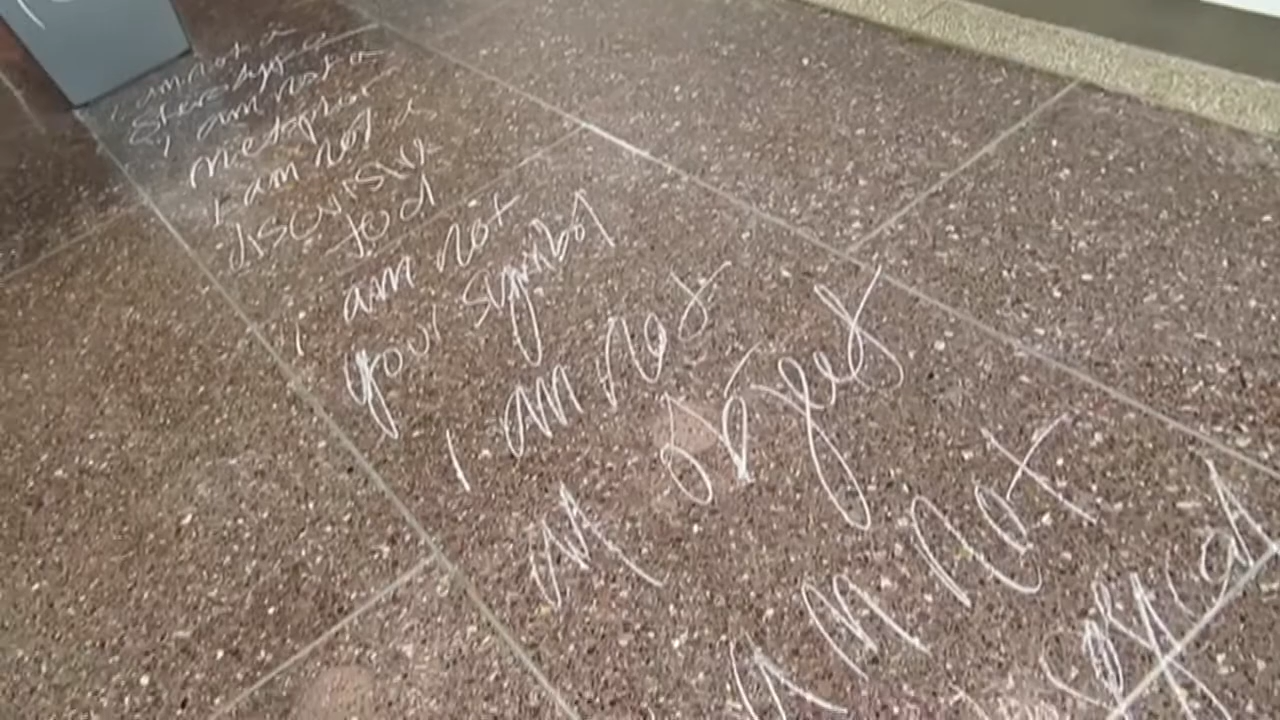 I am not a
stereotype
I am not a
metaphor
I am not a
discursive
tool
I am not
your symbol
I am not
an object
I am not